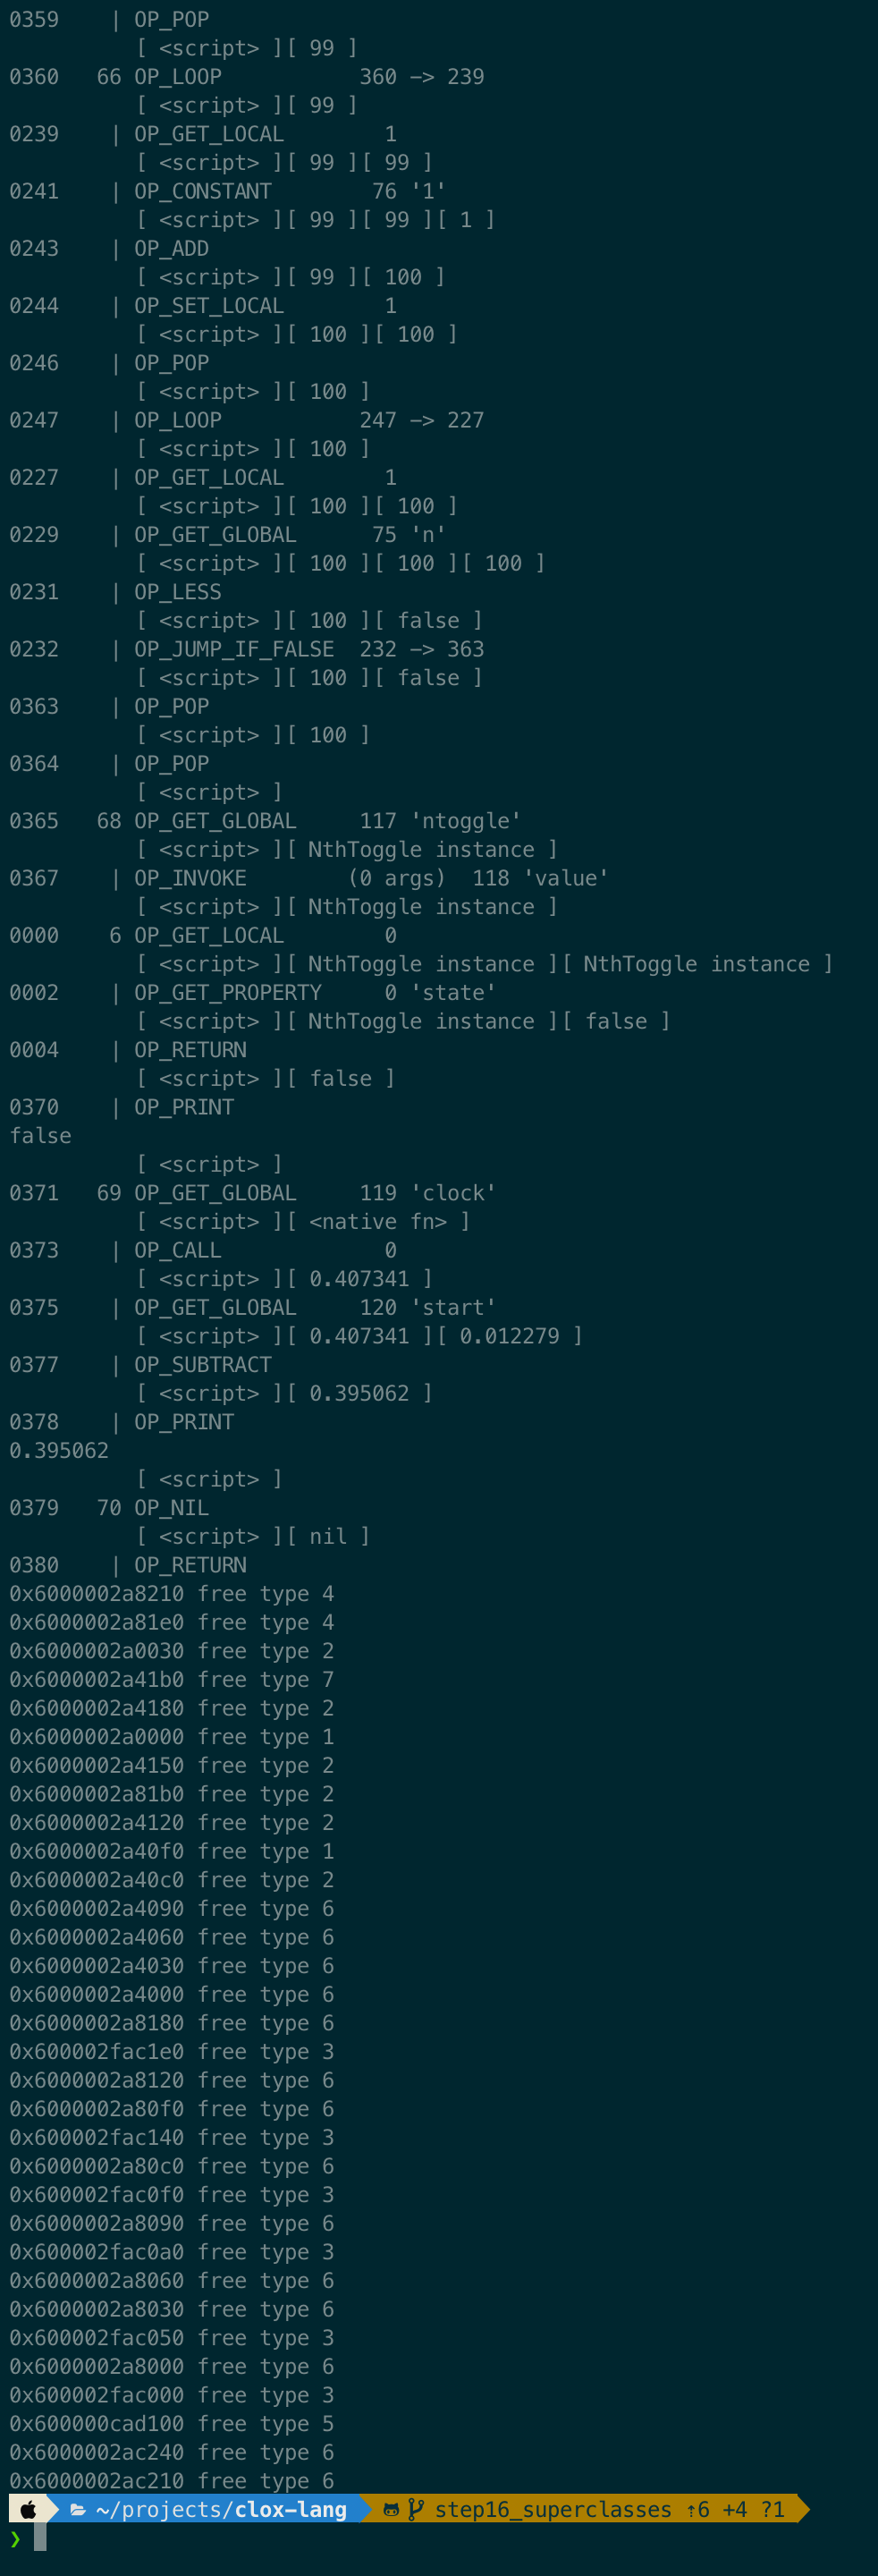 0359    | OP_POP
          [ <script> ][ 99 ]
0360   66 OP_LOOP           360 -> 239
          [ <script> ][ 99 ]
0239    | OP_GET_LOCAL        1
          [ <script> ][ 99 ][ 99 ]
0241    | OP_CONSTANT        76 '1'
          [ <script> ][ 99 ][ 99 ][ 1 ]
0243    | OP_ADD
          [ <script> ][ 99 ][ 100 ]
0244    | OP_SET_LOCAL        1
          [ <script> ][ 100 ][ 100 ]
0246    | OP_POP
          [ <script> ][ 100 ]
0247    | OP_LOOP           247 -> 227
          [ <script> ][ 100 ]
0227    | OP_GET_LOCAL        1
          [ <script> ][ 100 ][ 100 ]
0229    | OP_GET_GLOBAL      75 'n'
          [ <script> ][ 100 ][ 100 ][ 100 ]
0231    | OP_LESS
          [ <script> ][ 100 ][ false ]
0232    | OP_JUMP_IF_FALSE  232 -> 363
          [ <script> ][ 100 ][ false ]
0363    | OP_POP
          [ <script> ][ 100 ]
0364    | OP_POP
          [ <script> ]
0365   68 OP_GET_GLOBAL     117 'ntoggle'
          [ <script> ][ NthToggle instance ]
0367    | OP_INVOKE        (0 args)  118 'value'
          [ <script> ][ NthToggle instance ]
0000    6 OP_GET_LOCAL        0
          [ <script> ][ NthToggle instance ][ NthToggle instance ]
0002    | OP_GET_PROPERTY     0 'state'
          [ <script> ][ NthToggle instance ][ false ]
0004    | OP_RETURN
          [ <script> ][ false ]
0370    | OP_PRINT
false
          [ <script> ]
0371   69 OP_GET_GLOBAL     119 'clock'
          [ <script> ][ <native fn> ]
0373    | OP_CALL             0
          [ <script> ][ 0.407341 ]
0375    | OP_GET_GLOBAL     120 'start'
          [ <script> ][ 0.407341 ][ 0.012279 ]
0377    | OP_SUBTRACT
          [ <script> ][ 0.395062 ]
0378    | OP_PRINT
0.395062
          [ <script> ]
0379   70 OP_NIL
          [ <script> ][ nil ]
0380    | OP_RETURN
0x6000002a8210 free type 4
0x6000002a81e0 free type 4
0x6000002a0030 free type 2
0x6000002a41b0 free type 7
0x6000002a4180 free type 2
0x6000002a0000 free type 1
0x6000002a4150 free type 2
0x6000002a81b0 free type 2
0x6000002a4120 free type 2
0x6000002a40f0 free type 1
0x6000002a40c0 free type 2
0x6000002a4090 free type 6
0x6000002a4060 free type 6
0x6000002a4030 free type 6
0x6000002a4000 free type 6
0x6000002a8180 free type 6
0x600002fac1e0 free type 3
0x6000002a8120 free type 6
0x6000002a80f0 free type 6
0x600002fac140 free type 3
0x6000002a80c0 free type 6
0x600002fac0f0 free type 3
0x6000002a8090 free type 6
0x600002fac0a0 free type 3
0x6000002a8060 free type 6
0x6000002a8030 free type 6
0x600002fac050 free type 3
0x6000002a8000 free type 6
0x600002fac000 free type 3
0x600000cad100 free type 5
0x6000002ac240 free type 6
0x6000002ac210 free type 6
~/projects/clox-lang step16_superclasses ⇡6 +4 ?1
❯